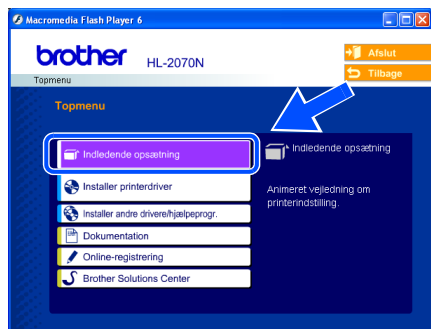 Macromedia Flash Player 6
brother HL-2070N
Afslut
Tilbage
Topmenu
Topmenu
Indledende opsætning
Installer printerdriver
Installer andre drivere/hjælpeprogr.
Dokumentation
Online-registrering
Brother Solutions Center
Indledende opsætning
Animeret vejledning om
printerindstilling.